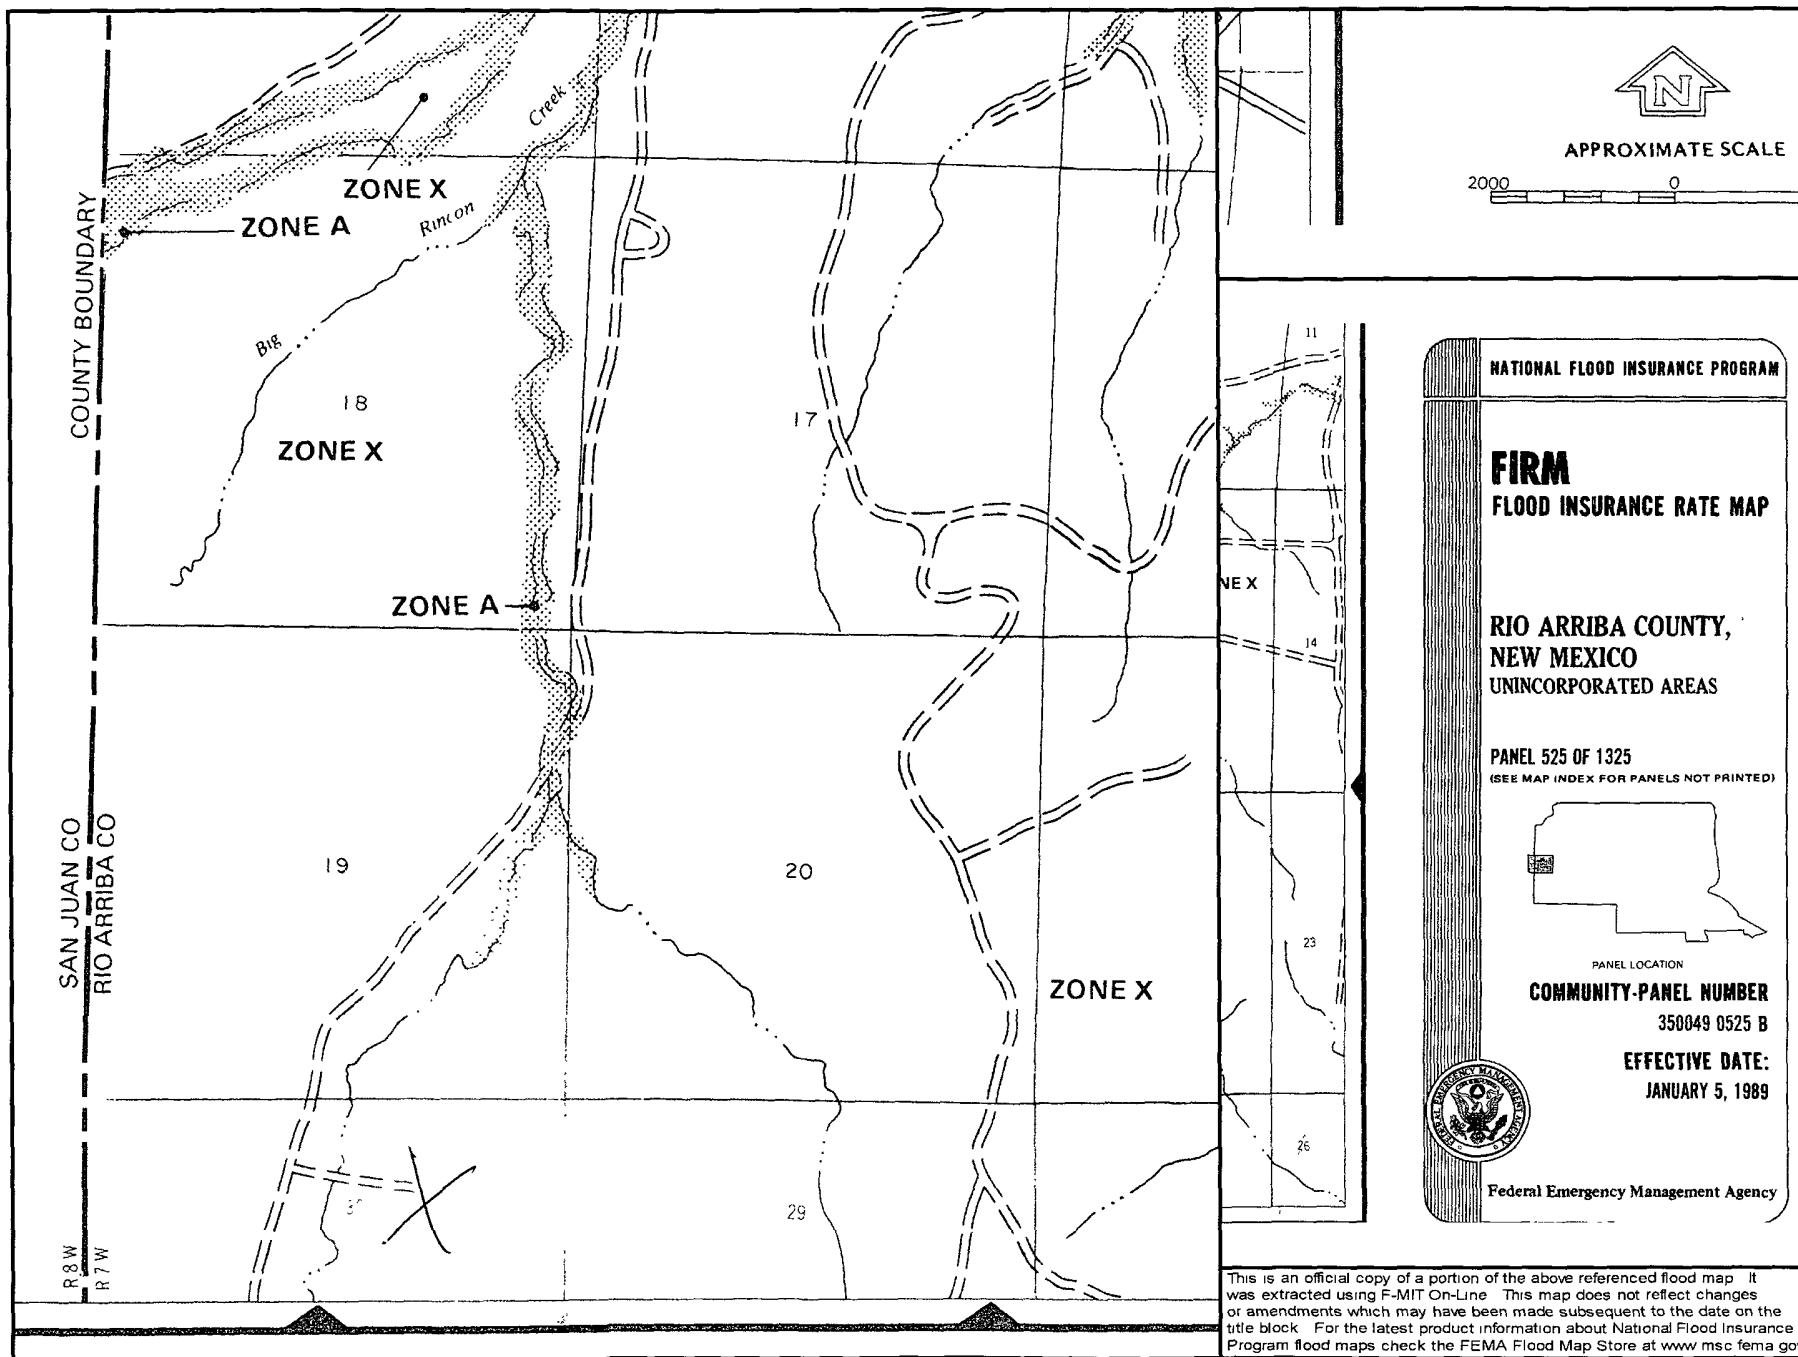 ZONE X
ZONE A
Big
Rincon
Creek
COUNTY BOUNDARY
18
ZONE X
17
ZONE A
19
20
ZONE X
SAN JUAN CO
RIO ARRIBA CO
29
R 8 W
R 7 W
11
NE X
14
23
26
N
APPROXIMATE SCALE
2000 0
NATIONAL FLOOD INSURANCE PROGRAM
FIRM
FLOOD INSURANCE RATE MAP
RIO ARRIBA COUNTY,
NEW MEXICO
UNINCORPORATED AREAS
PANEL 525 OF 1325
(SEE MAP INDEX FOR PANELS NOT PRINTED)
PANEL LOCATION
COMMUNITY-PANEL NUMBER
350049 0525 B
EFFECTIVE DATE:
JANUARY 5, 1989
FEDERAL EMERGENCY MANAGEMENT AGENCY
Federal Emergency Management Agency
This is an official copy of a portion of the above referenced flood map It
was extracted using F-MIT On-Line This map does not reflect changes
or amendments which may have been made subsequent to the date on the
title block For the latest product information about National Flood Insurance
Program flood maps check the FEMA Flood Map Store at www msc fema go